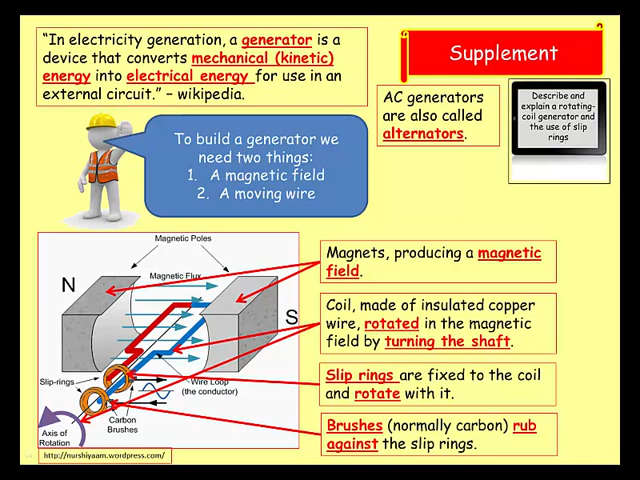 “In electricity generation, a generator is a
device that converts mechanical (kinetic)
energy into electrical energy for use in an
external circuit.” – wikipedia.
Supplement
AC generators
are also called
alternators.
Describe and
explain a rotating-
coil generator and
the use of slip
rings
To build a generator we
need two things:
1. A magnetic field
2. A moving wire
Magnetic Poles
Magnetic Flux
N
S
Slip-rings
Wire Loop
(the conductor)
Carbon
Brushes
Axis of
Rotation
http://nurshiyaam.wordpress.com/
Magnets, producing a magnetic
field.
Coil, made of insulated copper
wire, rotated in the magnetic
field by turning the shaft.
Slip rings are fixed to the coil
and rotate with it.
Brushes (normally carbon) rub
against the slip rings.